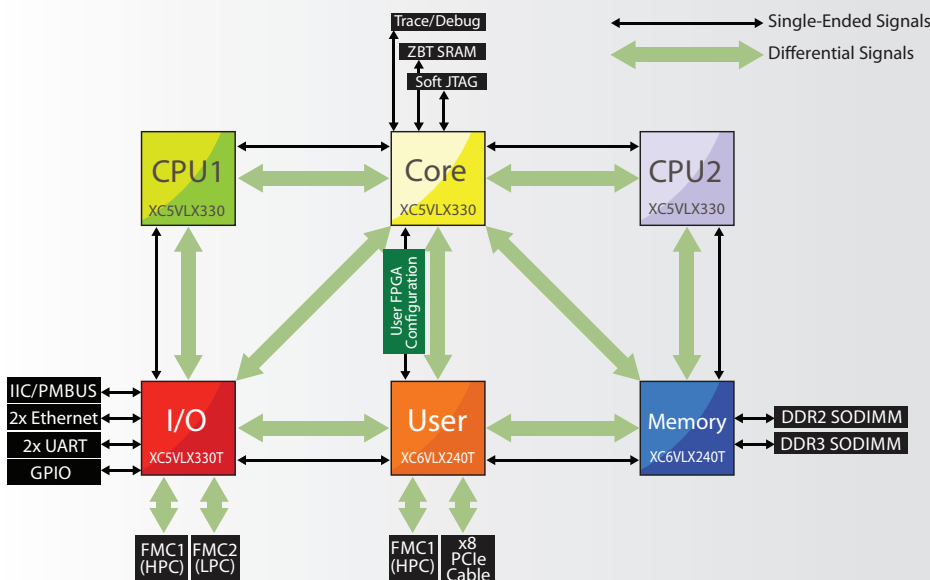 Trace/Debug
ZBT SRAM
Soft JTAG
Single-Ended Signals
Differential Signals
CPU1
XC5VLX330
Core
XC5VLX330
CPU2
XC5VLX330
User FPGA
Configuration
IIC/PMBUS
2x Ethernet
2x UART
GPIO
I/O
XC5VLX330T
User
XC6VLX240T
Memory
XC6VLX240T
DDR2 SODIMM
DDR3 SODIMM
FMC1
(HPC)
FMC2
(LPC)
FMC1
(HPC)
x8
PCIe
Cable